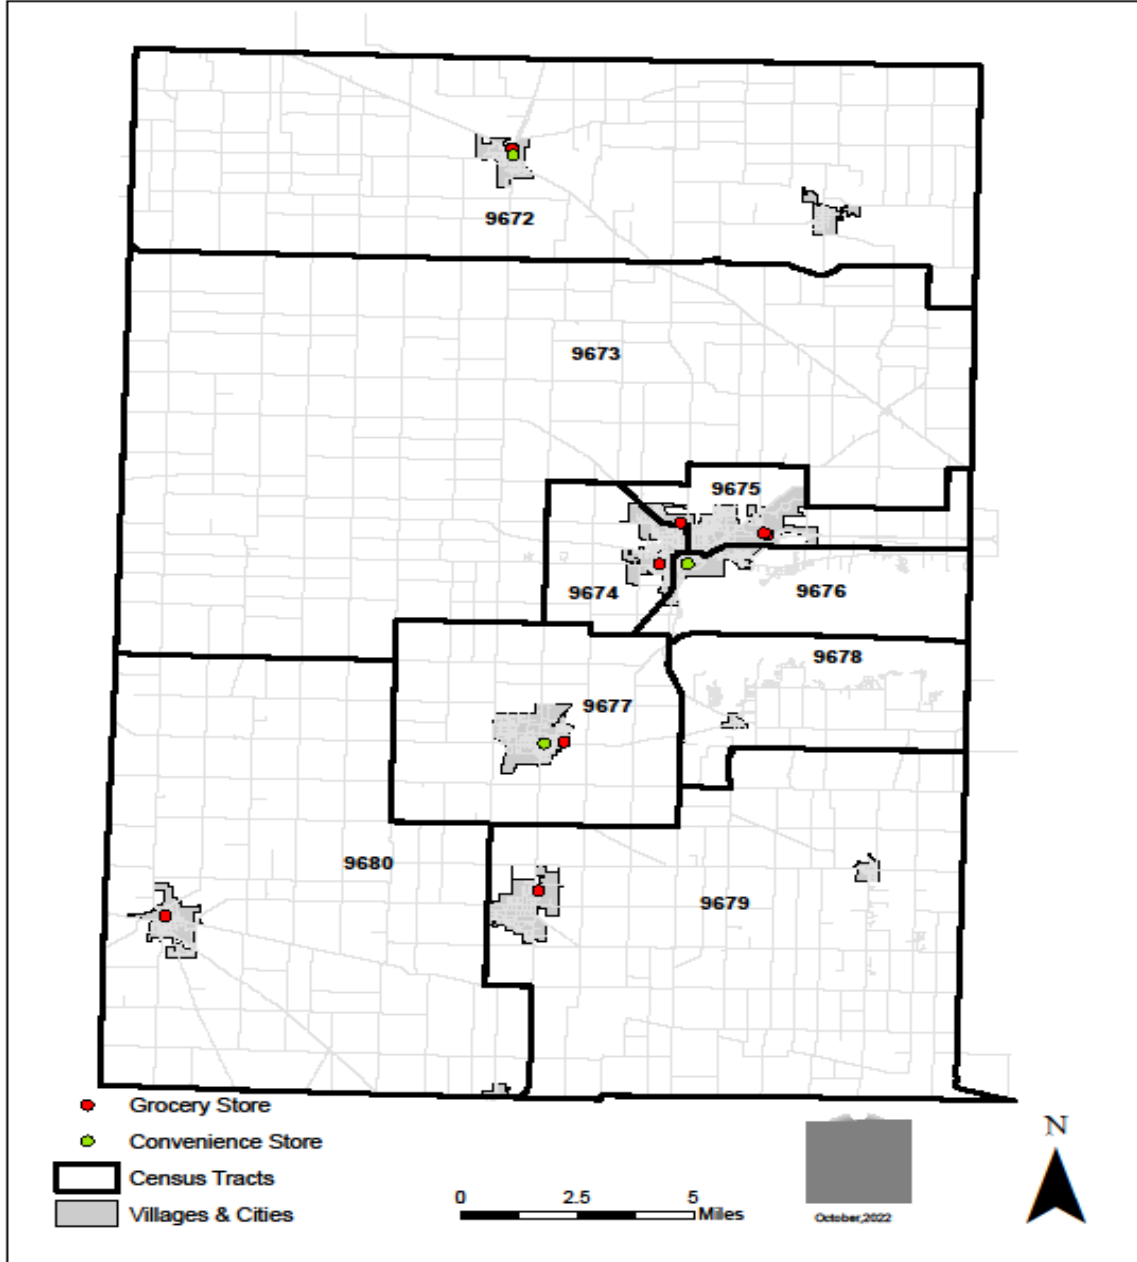 9672
9673
9675
9674
9676
9678
9677
9680
9679
Grocery Store
Convenience Store
Census Tracts
Villages & Cities
0 2.5 5
Miles
October,2022
N